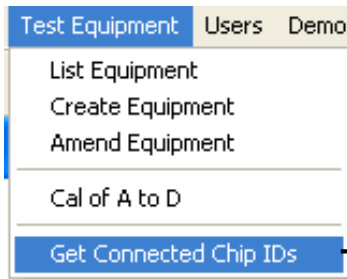 Test Equipment Users Demo
List Equipment
Create Equipment
Amend Equipment
Cal of A to D
Get Connected Chip IDs